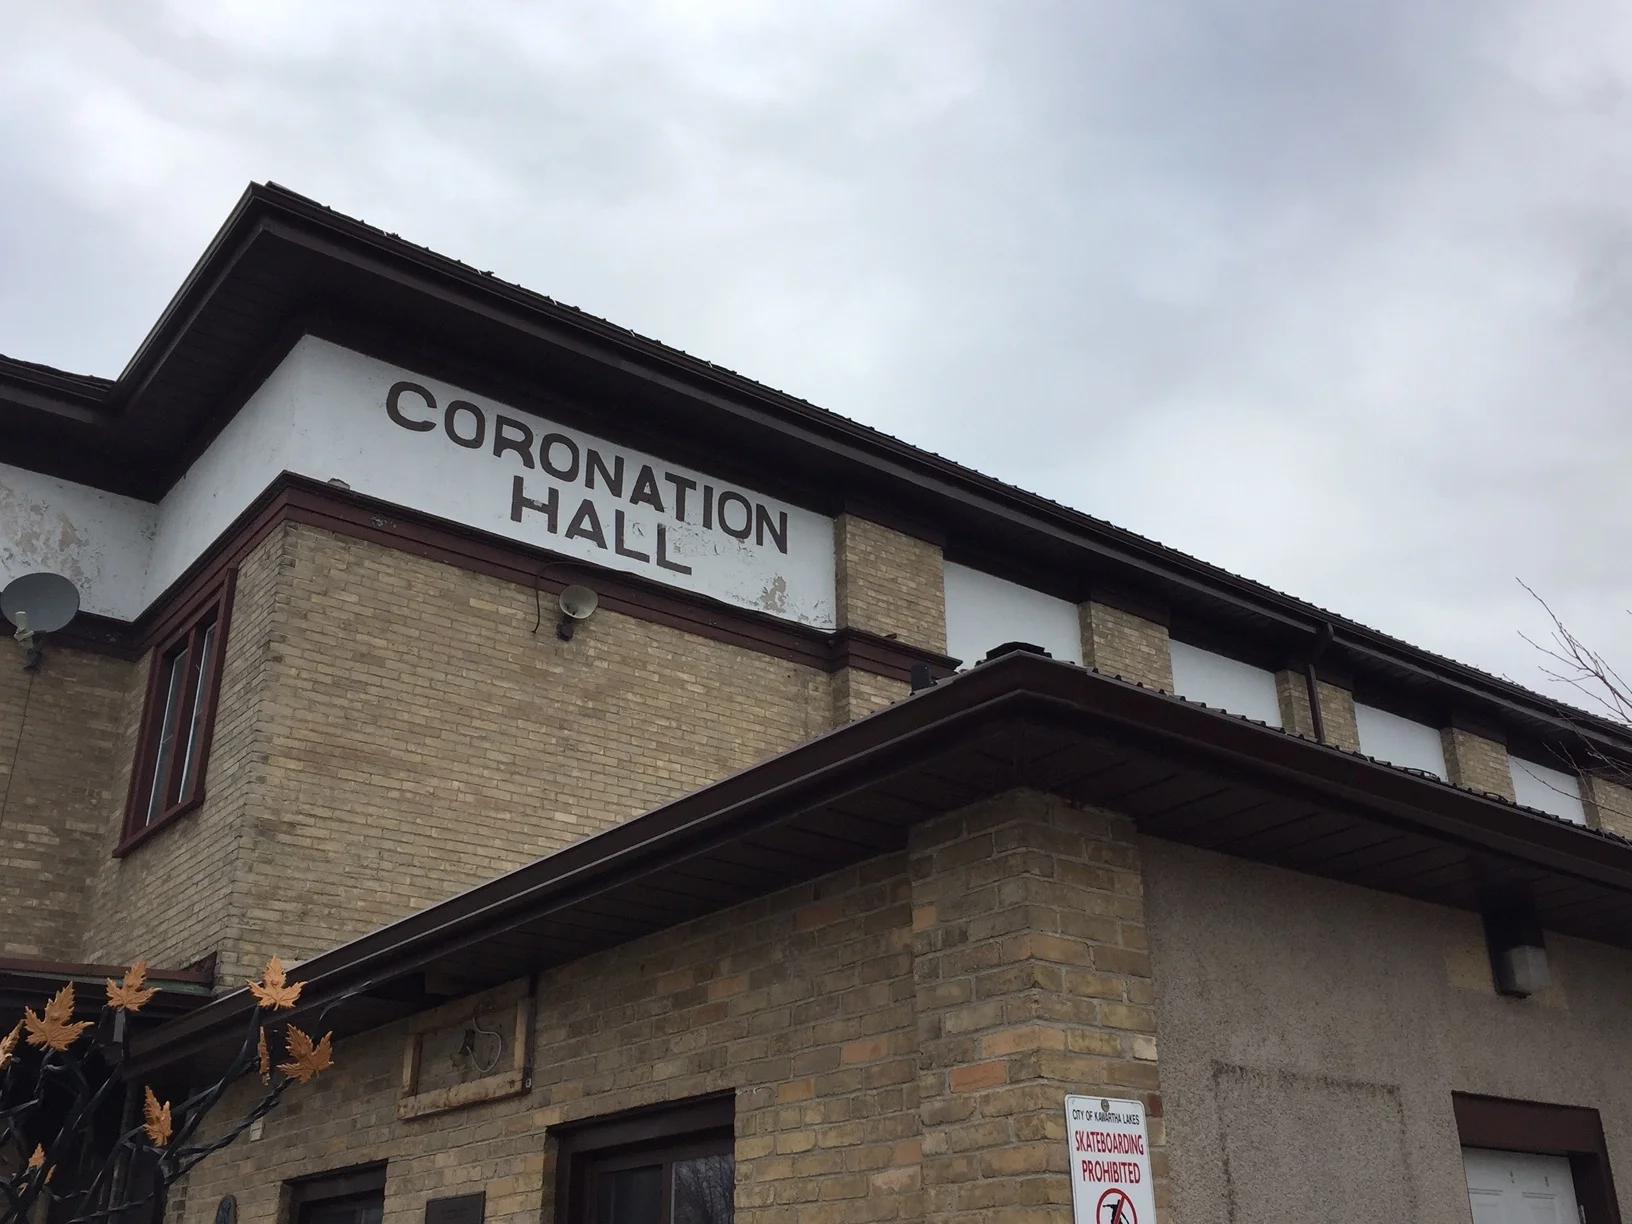 CORONATION
HALL
CITY OF KAWARTHA LAKES
SKATEBOARDING
PROHIBITED